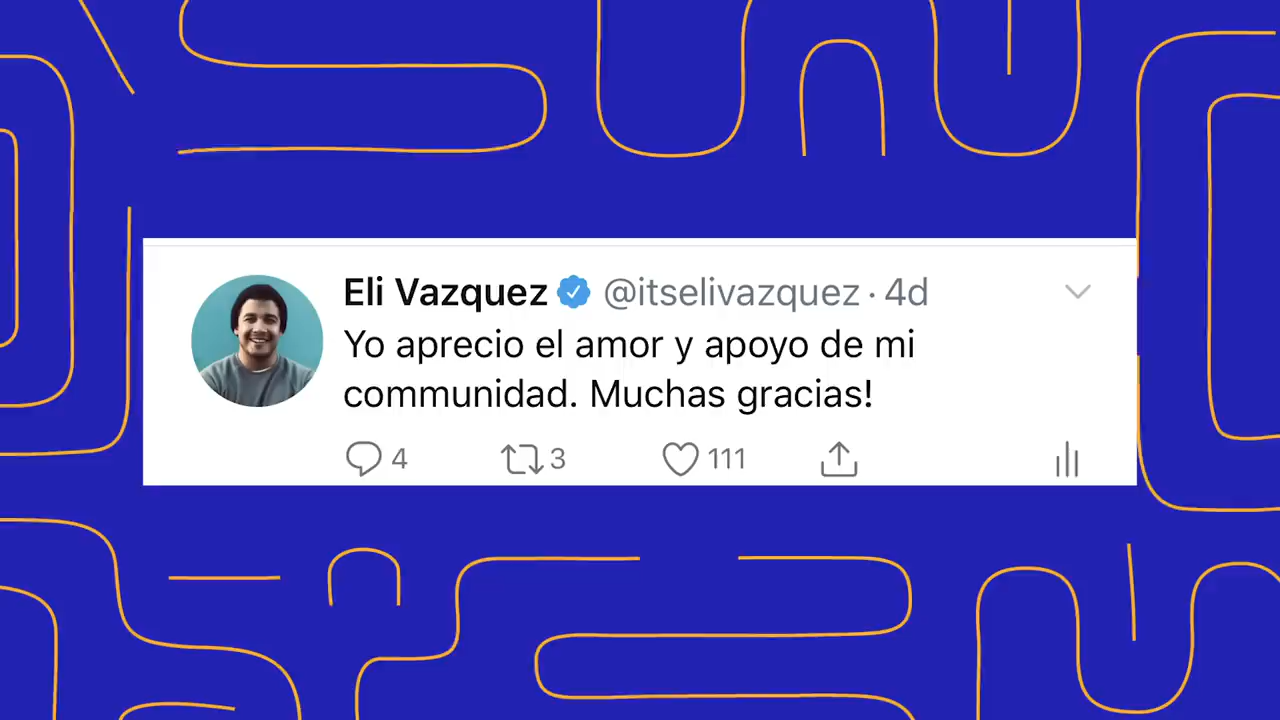 Eli Vazquez @itselivazquez · 4d
Yo aprecio el amor y apoyo de mi
communidad. Muchas gracias!
4 3 111